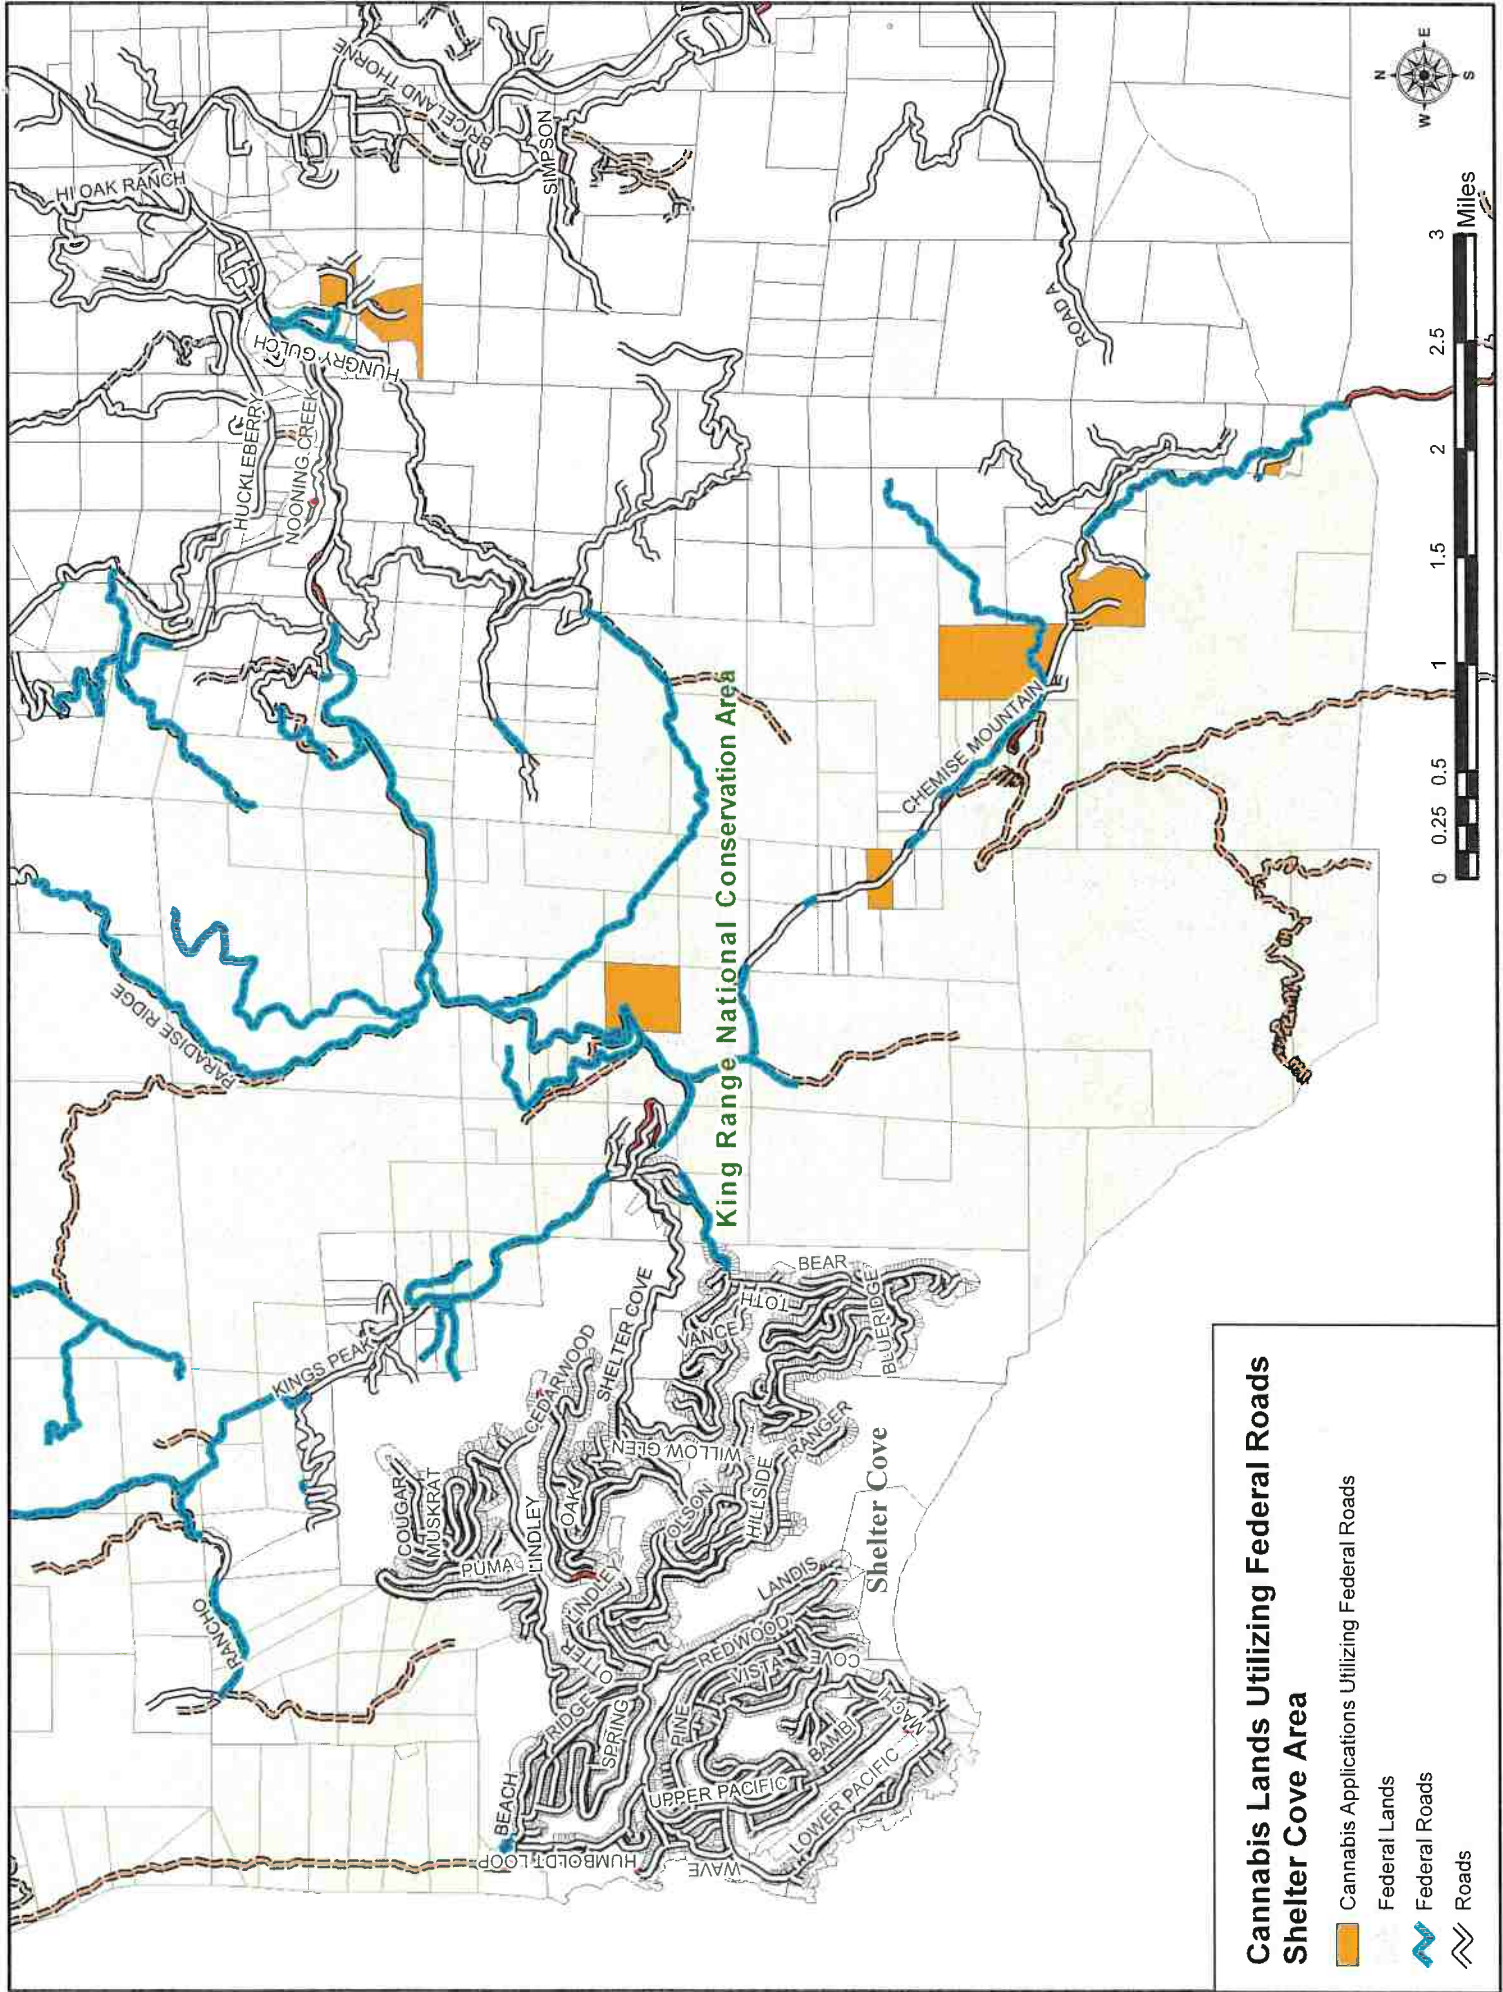 HI OAK RANCH
BRICELAND THORNE
SIMPSON
HUNGRY GULCH
HUCKLEBERRY
NOONING CREEK
ROAD A
PARADISE RIDGE
King Range National Conservation Area
CHEMISE MOUNTAIN
KINGS PEAK
RANCHO
SHELTER COVE
CEDARWOOD
BEAR
TOTH
VANCE
BLUERIDGE
WILLOW GLEN
RANGER
HILLSIDE
OLSON
OAK
LINDLEY
COUGAR
MUSKRAT
PUMA
LINDLEY
OTTER
RIDGE
SPRING
LANDIS
REDWOOD
VISTA
COVE
PINE
MACHI
BAMBI
UPPER PACIFIC
LOWER PACIFIC
BEACH
HUMBOLDT LOOP
WAVE
Shelter Cove
N
W
E
S
0
0.25
0.5
1
1.5
2
2.5
3
Miles
Cannabis Lands Utilizing Federal Roads
Shelter Cove Area
Cannabis Applications Utilizing Federal Roads
Federal Lands
Federal Roads
Roads